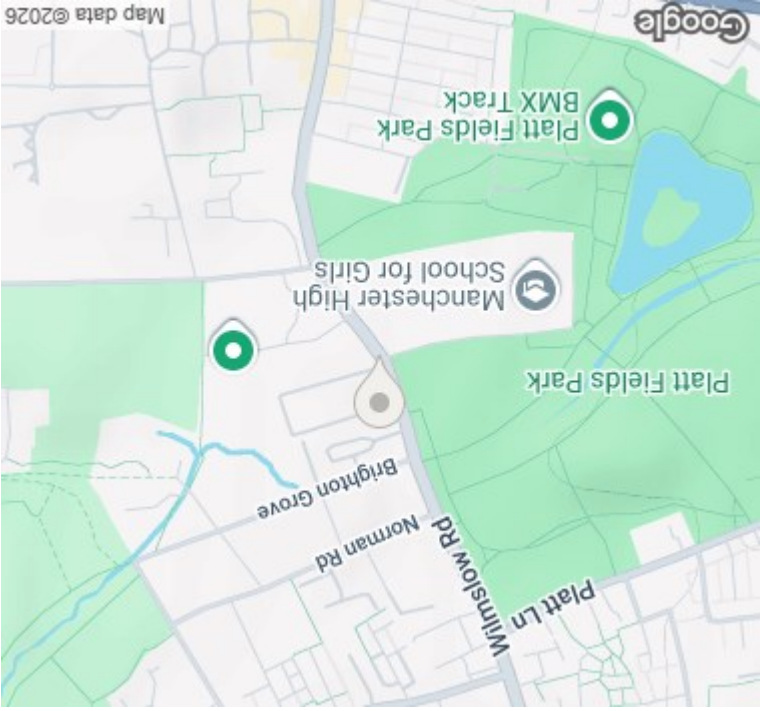 Platt Ln
Wilmslow Rd
Norman Rd
Brighton Grove
Platt Fields Park
Manchester High
School for Girls
Platt Fields Park
BMX Track
Google
Map data ©2026